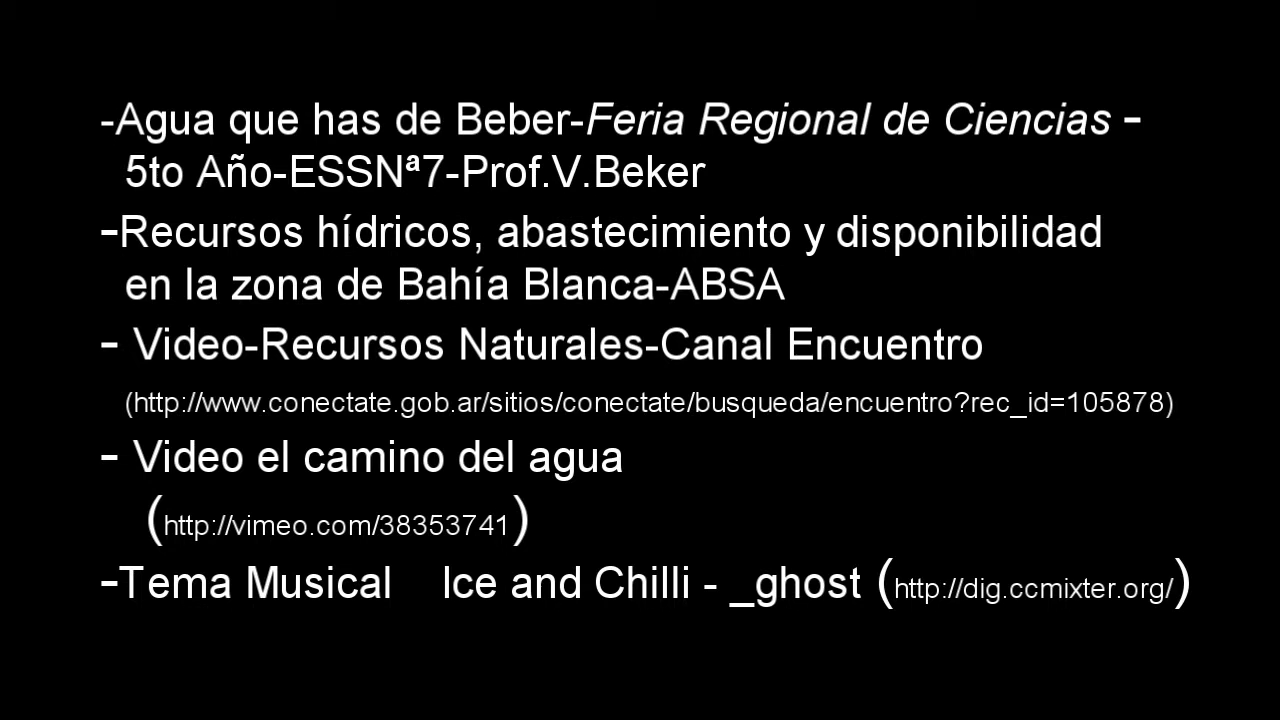 -Agua que has de Beber-Feria Regional de Ciencias -
5to Año-ESSNª7-Prof.V.Beker
-Recursos hídricos, abastecimiento y disponibilidad
en la zona de Bahía Blanca-ABSA
- Video-Recursos Naturales-Canal Encuentro
(http://www.conectate.gob.ar/sitios/conectate/busqueda/encuentro?rec_id=105878)
- Video el camino del agua
(http://vimeo.com/38353741)
-Tema Musical Ice and Chilli - _ghost (http://dig.ccmixter.org/)